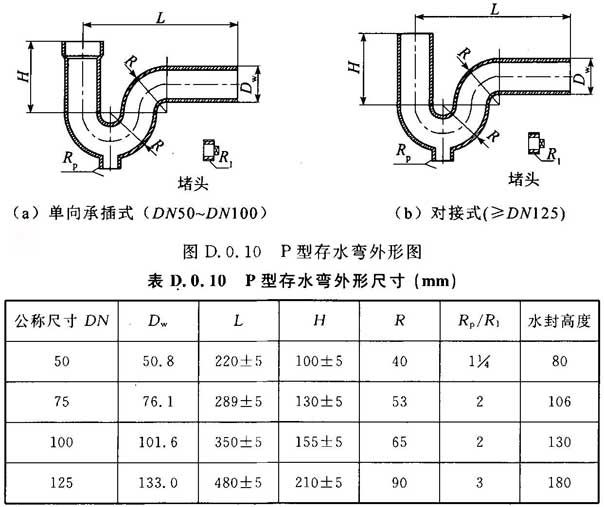 L
H
R
D_w
R
R_p
R_1
堵头
(a) 单向承插式 (DN50~DN100)
L
H
R
D_w
R
R_p
R_1
堵头
(b) 对接式(≥DN125)
图 D.0.10 P 型存水弯外形图
表 D.0.10 P 型存水弯外形尺寸 (mm)
公称尺寸 DN D_w L H R R_p/R_1 水封高度
50 50.8 220±5 100±5 40 1¼ 80
75 76.1 289±5 130±5 53 2 106
100 101.6 350±5 155±5 65 2 130
125 133.0 480±5 210±5 90 3 180